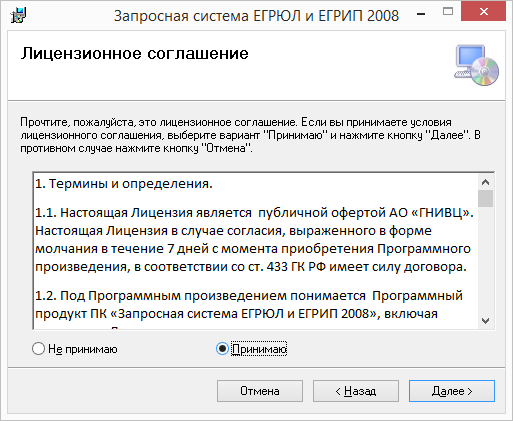 Запросная система ЕГРЮЛ и ЕГРИП 2008
Лицензионное соглашение
Прочтите, пожалуйста, это лицензионное соглашение. Если вы принимаете условия
лицензионного соглашения, выберите вариант "Принимаю" и нажмите кнопку "Далее". В
противном случае нажмите кнопку "Отмена".
1. Термины и определения.
1.1. Настоящая Лицензия является публичной офертой АО «ГНИВЦ».
Настоящая Лицензия в случае согласия, выраженного в форме
молчания в течение 7 дней с момента приобретения Программного
произведения, в соответствии со ст. 433 ГК РФ имеет силу договора.
1.2. Под Программным произведением понимается Программный
продукт ПК «Запросная система ЕГРЮЛ и ЕГРИП 2008», включая
Не принимаю
Принимаю
Отмена
< Назад
Далее >